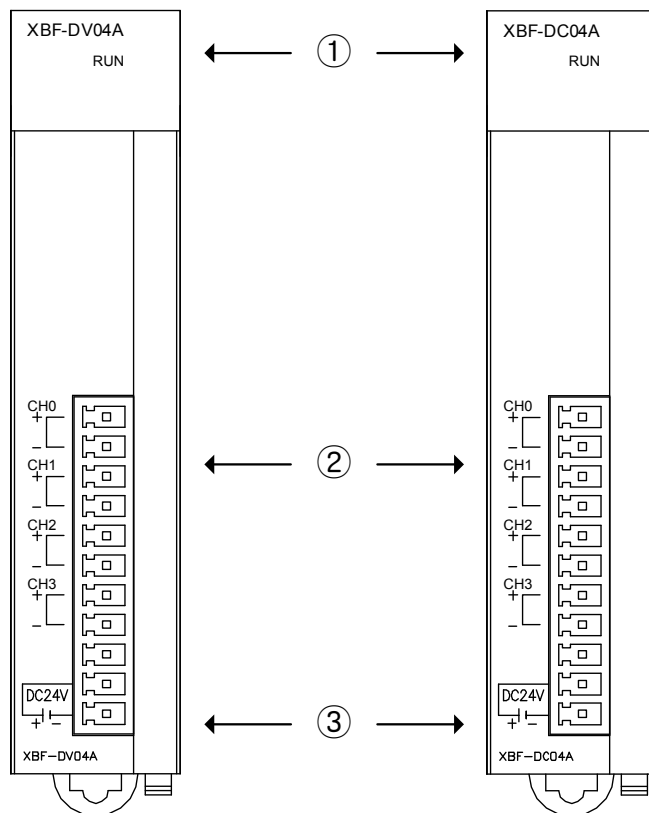 XBF-DV04A
RUN
CH0
+
−
CH1
+
−
CH2
+
−
CH3
+
−
DC24V
+ −
XBF-DV04A
①
②
③
XBF-DC04A
RUN
CH0
+
−
CH1
+
−
CH2
+
−
CH3
+
−
DC24V
+ −
XBF-DC04A